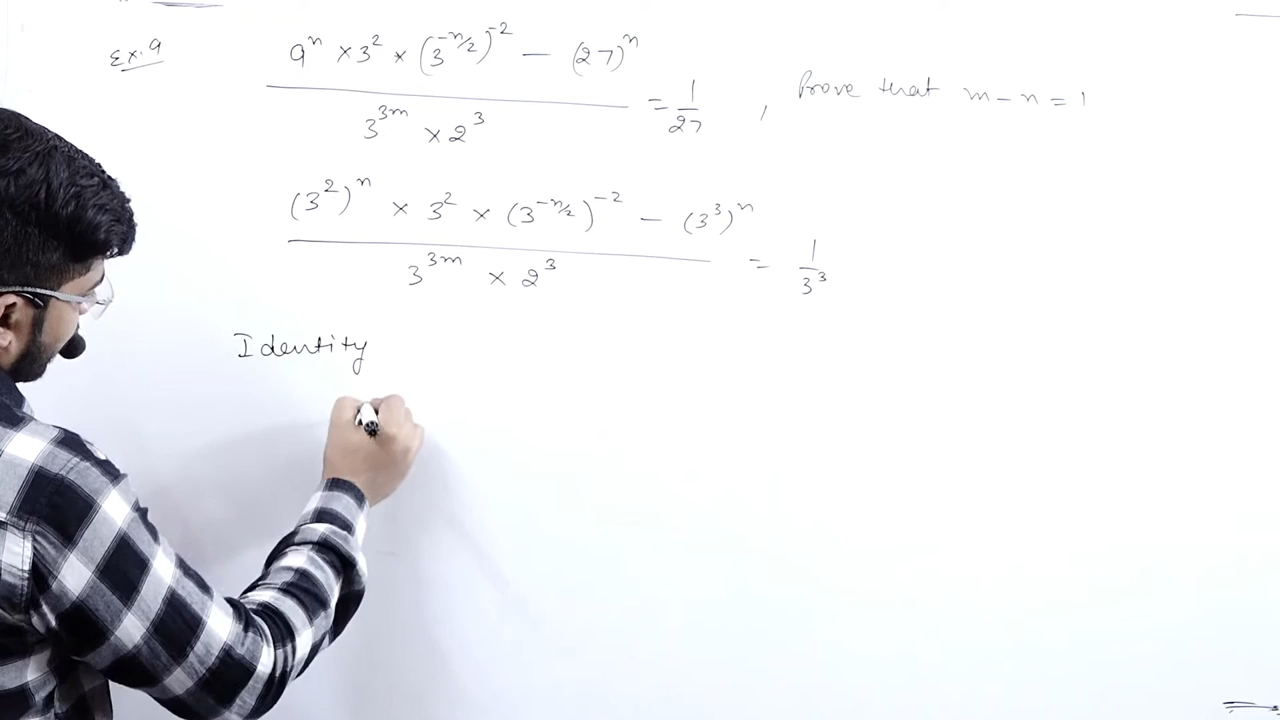 Ex. 9
9^n × 3^2 × (3^{-n/2})^{-2} - (27)^n
————————————— = 1/27 , Prove that m - n = 1
3^{3m} × 2^3
(3^2)^n × 3^2 × (3^{-n/2})^{-2} - (3^3)^n
————————————— = 1/3^3
3^{3m} × 2^3
Identity